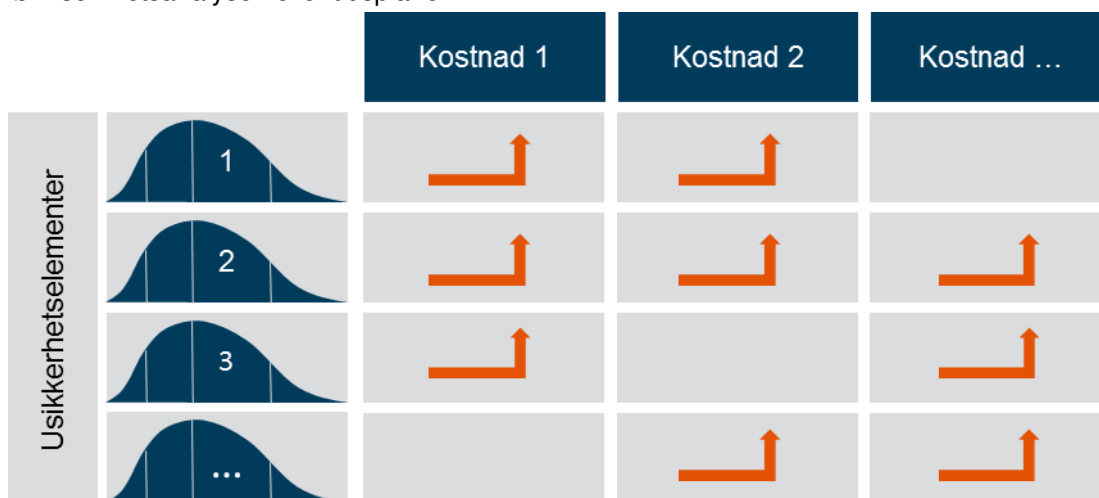 Kostnad 1
Kostnad 2
Kostnad ...
Usikkerhetselementer
1
2
3
...